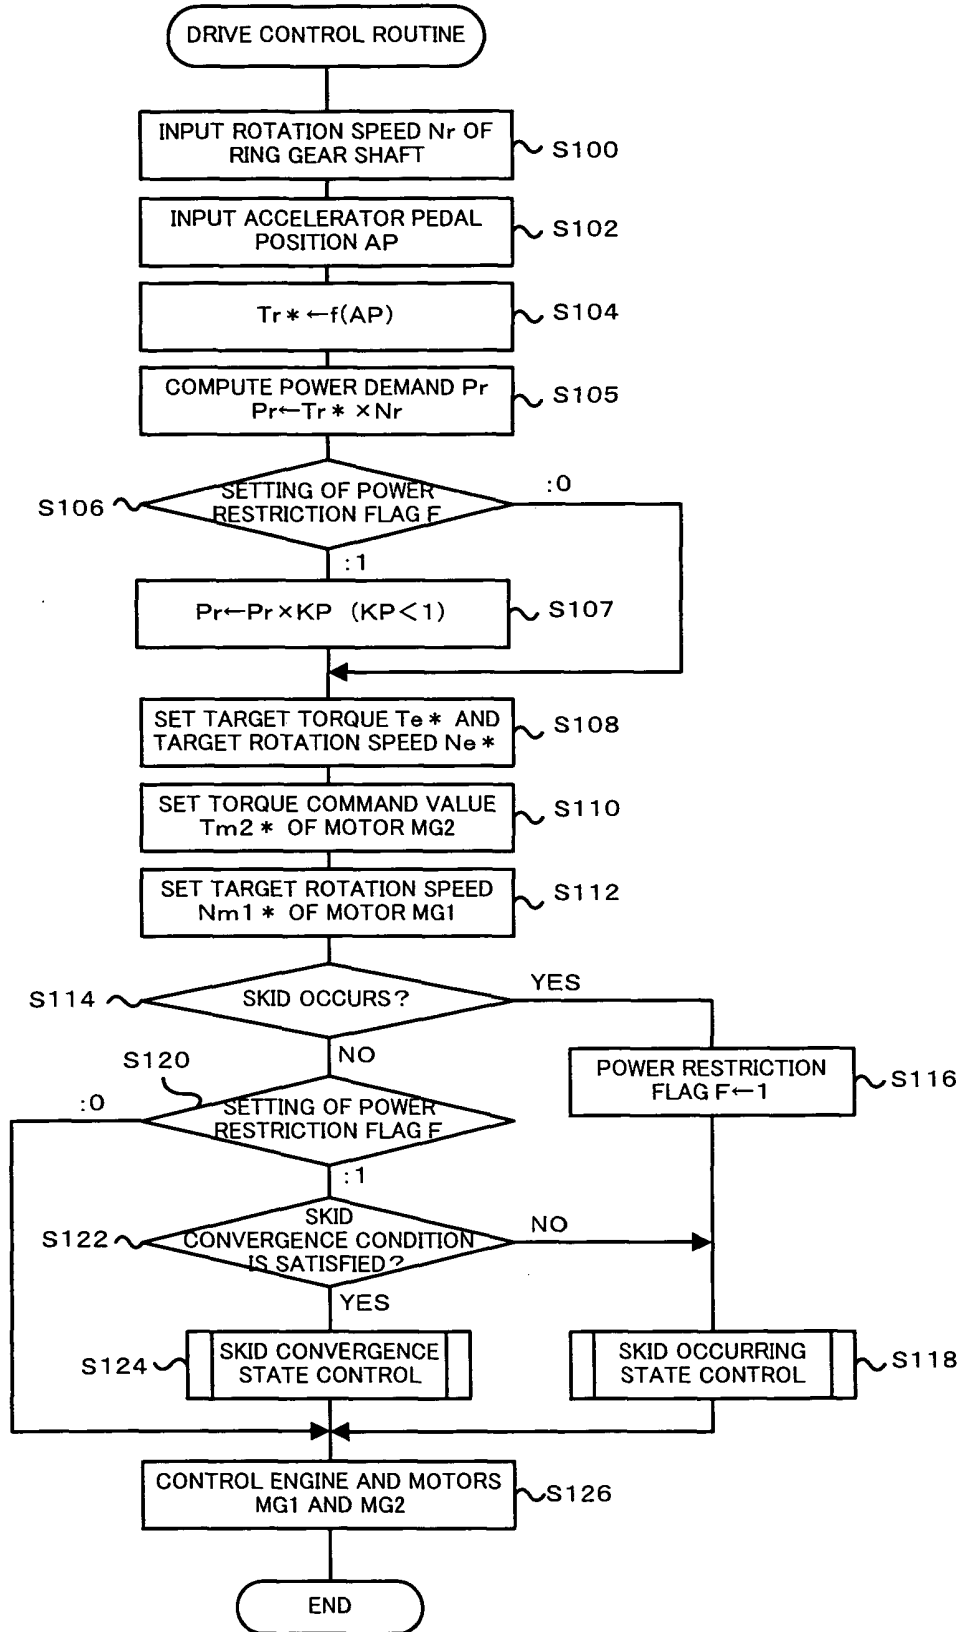 DRIVE CONTROL ROUTINE
INPUT ROTATION SPEED Nr OF
RING GEAR SHAFT
S100
INPUT ACCELERATOR PEDAL
POSITION AP
S102
Tr*←f(AP)
S104
COMPUTE POWER DEMAND Pr
Pr←Tr*×Nr
S105
S106
SETTING OF POWER
RESTRICTION FLAG F
:0
:1
Pr←Pr×KP (KP<1)
S107
SET TARGET TORQUE Te* AND
TARGET ROTATION SPEED Ne*
S108
SET TORQUE COMMAND VALUE
Tm2* OF MOTOR MG2
S110
SET TARGET ROTATION SPEED
Nm1* OF MOTOR MG1
S112
S114
SKID OCCURS?
YES
NO
POWER RESTRICTION
FLAG F←1
S116
S120
:0
SETTING OF POWER
RESTRICTION FLAG F
:1
S122
SKID
CONVERGENCE CONDITION
IS SATISFIED?
NO
YES
S124
SKID CONVERGENCE
STATE CONTROL
SKID OCCURRING
STATE CONTROL
S118
CONTROL ENGINE AND MOTORS
MG1 AND MG2
S126
END